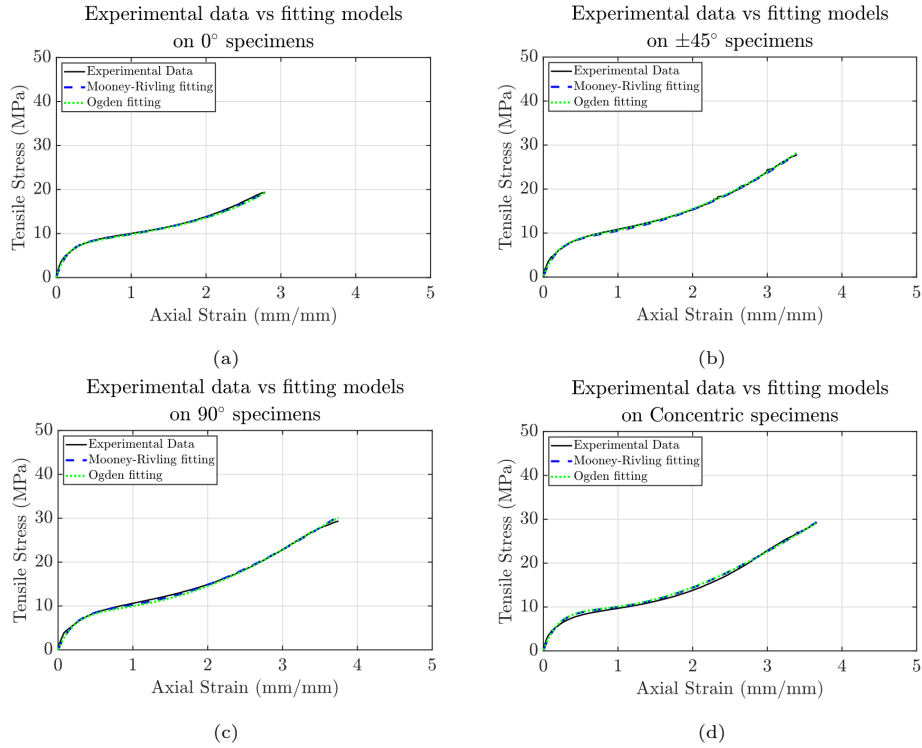 Experimental data vs fitting models
on 0° specimens
50
40
30
20
10
0
Tensile Stress (MPa)
Experimental Data
Mooney-Rivling fitting
Ogden fitting
0 1 2 3 4 5
Axial Strain (mm/mm)
(a)
Experimental data vs fitting models
on ±45° specimens
50
40
30
20
10
0
Tensile Stress (MPa)
Experimental Data
Mooney-Rivling fitting
Ogden fitting
0 1 2 3 4 5
Axial Strain (mm/mm)
(b)
Experimental data vs fitting models
on 90° specimens
50
40
30
20
10
0
Tensile Stress (MPa)
Experimental Data
Mooney-Rivling fitting
Ogden fitting
0 1 2 3 4 5
Axial Strain (mm/mm)
(c)
Experimental data vs fitting models
on Concentric specimens
50
40
30
20
10
0
Tensile Stress (MPa)
Experimental Data
Mooney-Rivling fitting
Ogden fitting
0 1 2 3 4 5
Axial Strain (mm/mm)
(d)